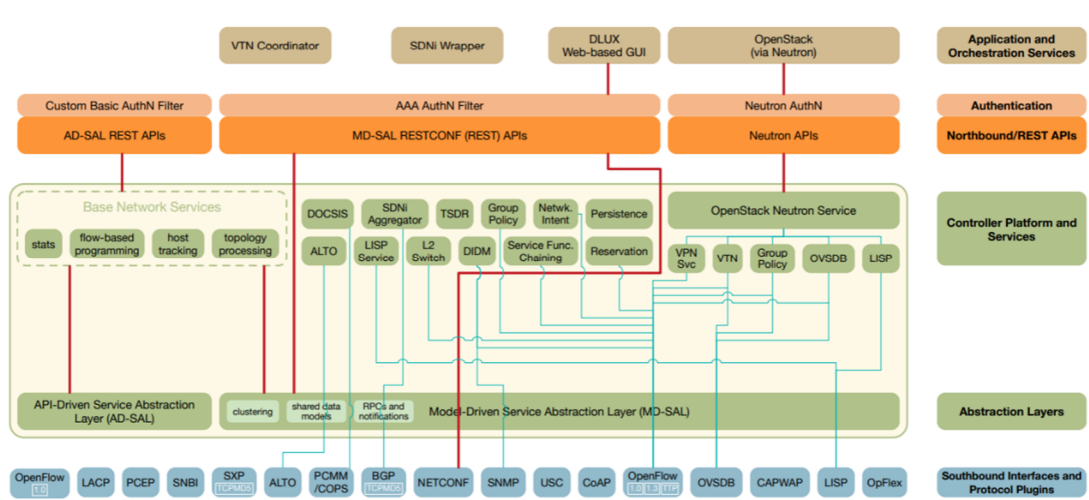 VTN Coordinator
SDNi Wrapper
DLUX
Web-based GUI
OpenStack
(via Neutron)
Application and
Orchestration Services
Custom Basic AuthN Filter
AAA AuthN Filter
Neutron AuthN
Authentication
AD-SAL REST APIs
MD-SAL RESTCONF (REST) APIs
Neutron APIs
Northbound/REST APIs
Base Network Services
stats
flow-based
programming
host
tracking
topology
processing
DOCSIS
SDNi
Aggregator
TSDR
Group
Policy
Netwk.
Intent
Persistence
ALTO
LISP
Service
L2
Switch
DIDM
Service Func.
Chaining
Reservation
OpenStack Neutron Service
VPN
Svc
VTN
Group
Policy
OVSDB
LISP
Controller Platform and
Services
API-Driven Service Abstraction
Layer (AD-SAL)
clustering
shared data
models
RPCs and
notifications
Model-Driven Service Abstraction Layer (MD-SAL)
Abstraction Layers
OpenFlow
1.0
LACP
PCEP
SNBI
SXP
TCPMD5
ALTO
PCMM
/COPS
BGP
TCPMD5
NETCONF
SNMP
USC
CoAP
OpenFlow
1.0 1.3 TTP
OVSDB
CAPWAP
LISP
OpFlex
Southbound Interfaces and
Protocol Plugins